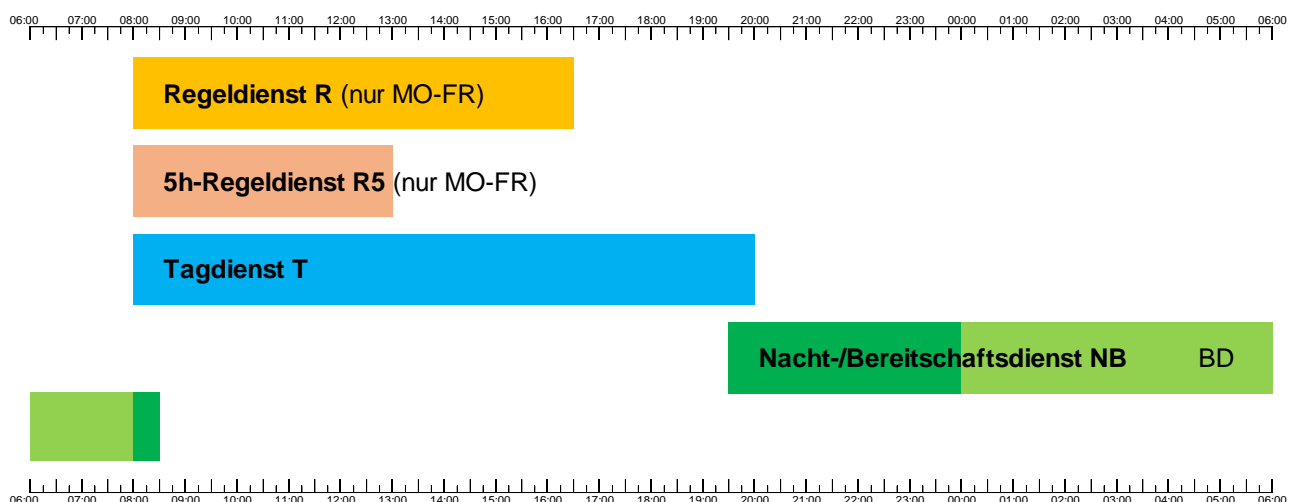 06:00 07:00 08:00 09:00 10:00 11:00 12:00 13:00 14:00 15:00 16:00 17:00 18:00 19:00 20:00 21:00 22:00 23:00 00:00 01:00 02:00 03:00 04:00 05:00 06:00
Regeldienst R (nur MO-FR)
5h-Regeldienst R5 (nur MO-FR)
Tagdienst T
Nacht-/Bereitschaftsdienst NB BD
06:00 07:00 08:00 09:00 10:00 11:00 12:00 13:00 14:00 15:00 16:00 17:00 18:00 19:00 20:00 21:00 22:00 23:00 00:00 01:00 02:00 03:00 04:00 05:00 06:00